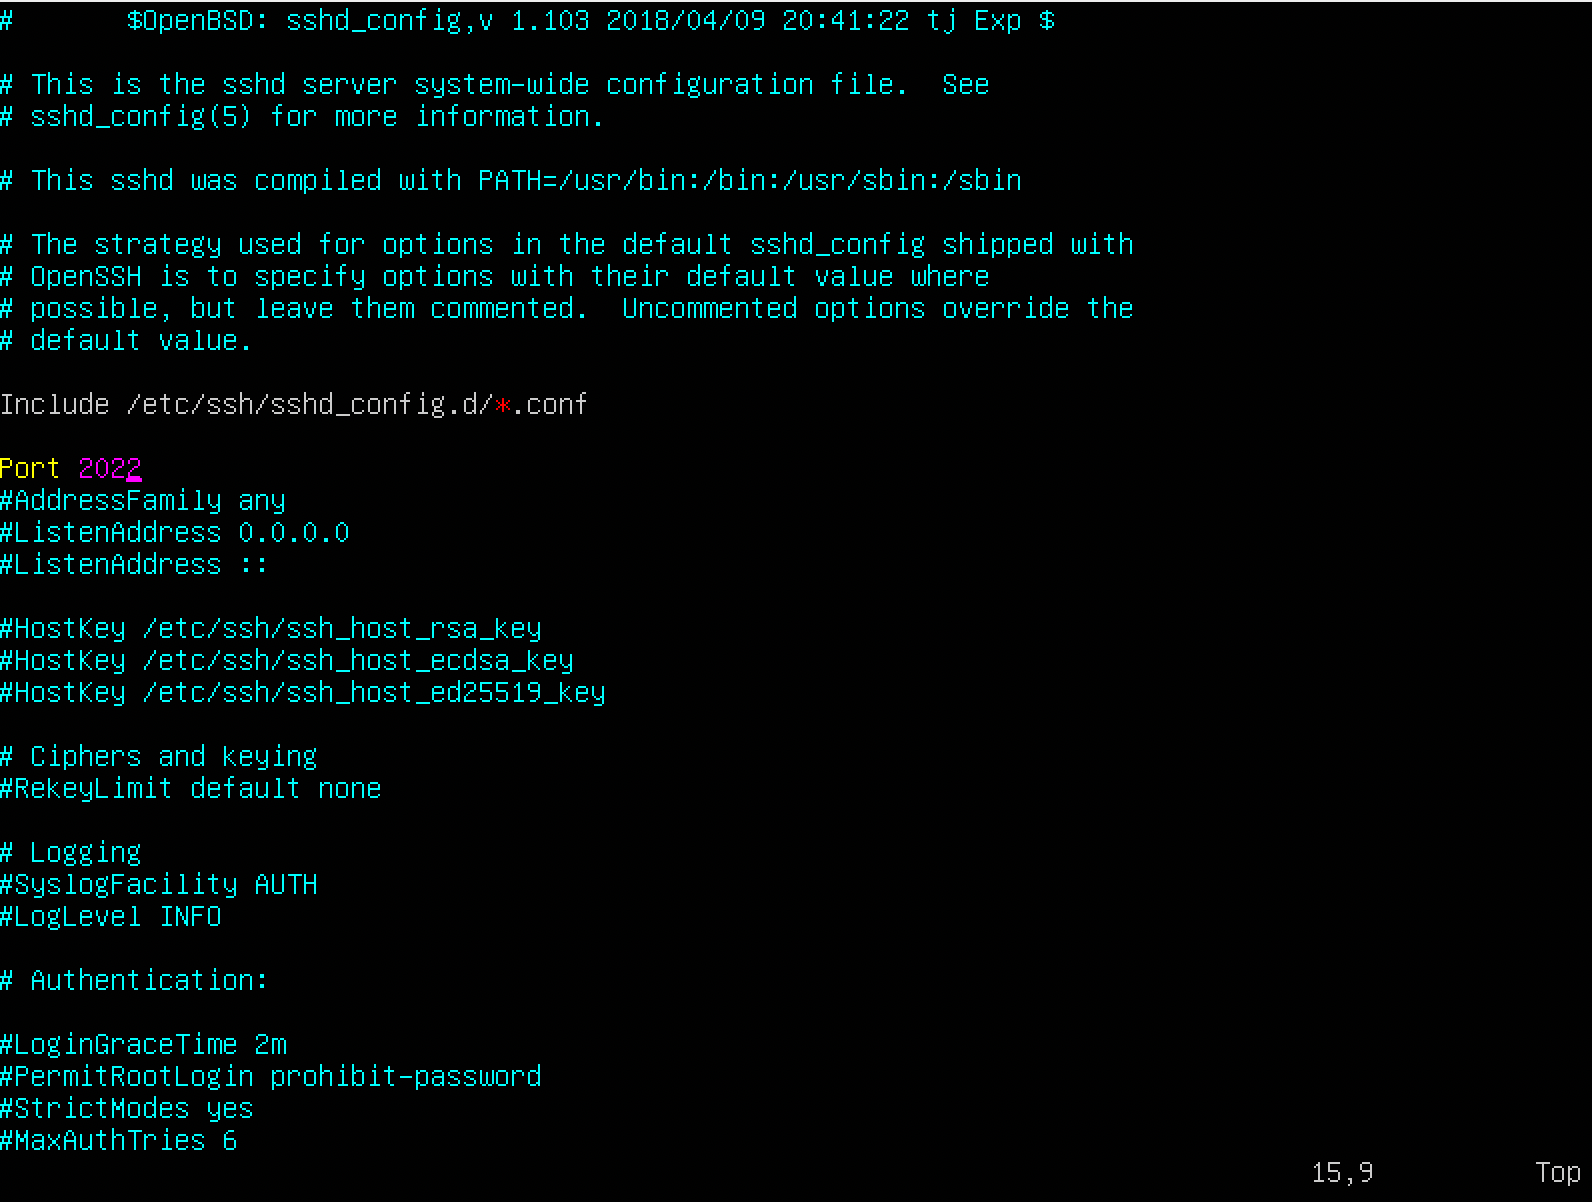 #       $OpenBSD: sshd_config,v 1.103 2018/04/09 20:41:22 tj Exp $
# This is the sshd server system-wide configuration file.  See
# sshd_config(5) for more information.
# This sshd was compiled with PATH=/usr/bin:/bin:/usr/sbin:/sbin
# The strategy used for options in the default sshd_config shipped with
# OpenSSH is to specify options with their default value where
# possible, but leave them commented.  Uncommented options override the
# default value.
Include /etc/ssh/sshd_config.d/*.conf
Port 2022
#AddressFamily any
#ListenAddress 0.0.0.0
#ListenAddress ::
#HostKey /etc/ssh/ssh_host_rsa_key
#HostKey /etc/ssh/ssh_host_ecdsa_key
#HostKey /etc/ssh/ssh_host_ed25519_key
# Ciphers and keying
#RekeyLimit default none
# Logging
#SyslogFacility AUTH
#LogLevel INFO
# Authentication:
#LoginGraceTime 2m
#PermitRootLogin prohibit-password
#StrictModes yes
#MaxAuthTries 6
15,9          Top